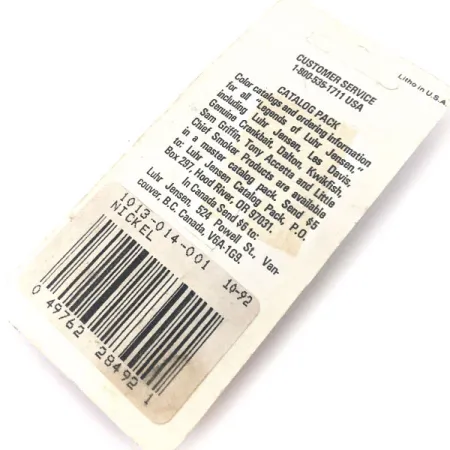 Litho in U.S.A.
CUSTOMER SERVICE
1-800-535-1711 USA
CATALOG PACK
Color catalogs and ordering information
for all "Legends of Luhr Jensen,"
including Luhr Jensen, Les Davis,
Genuine Crankbair, Dalton, Kwikfish,
Sam Griffin, Tony Accetta and Little
Chief Smoker Products are available
in a master catalog pack. Send $5
to: Luhr Jensen, Catalog Pack, P.O.
Box 297, Hood River, OR 97031.
in Canada Send $6 to:
Luhr Jensen, 524 Powell St., Van-
couver, B.C. Canada, V6A-1G9.
1013-014-001
NICKEL
10-92
0 49762 28492 1